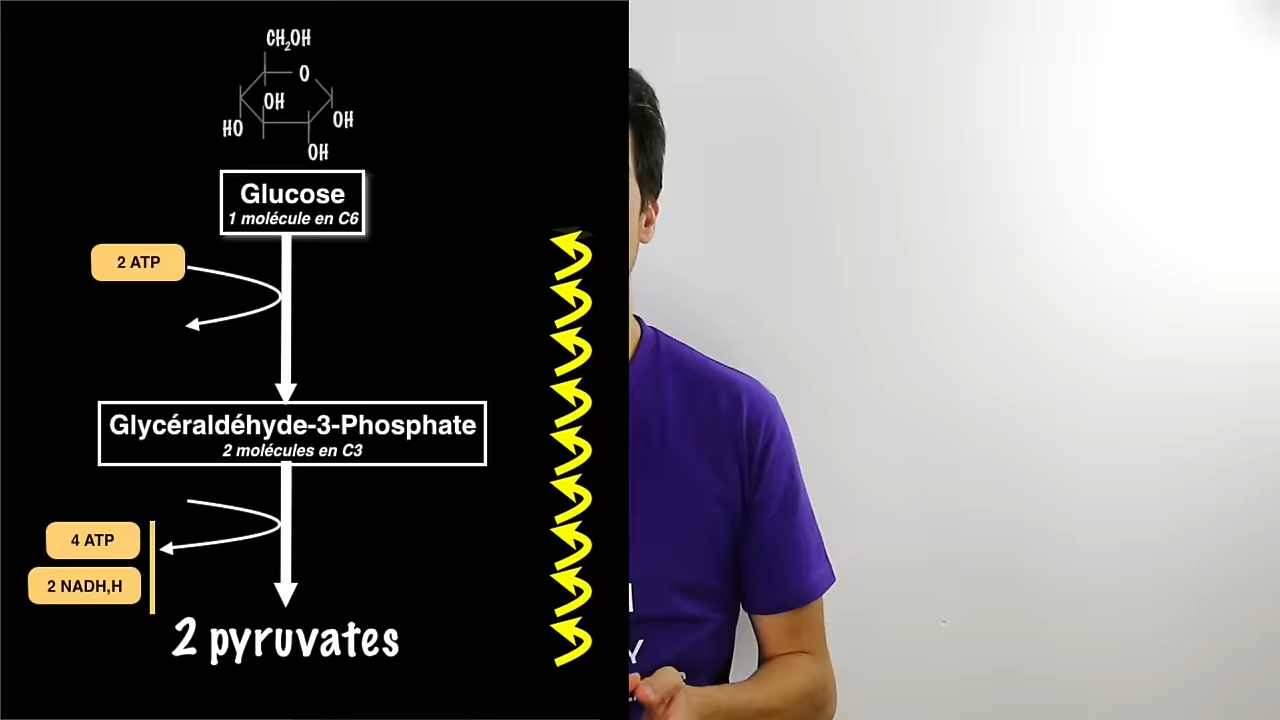 CH2OH
O
OH
HO
OH
OH
Glucose
1 molécule en C6
2 ATP
Glycéraldéhyde-3-Phosphate
2 molécules en C3
4 ATP
2 NADH,H
2 pyruvates
Y